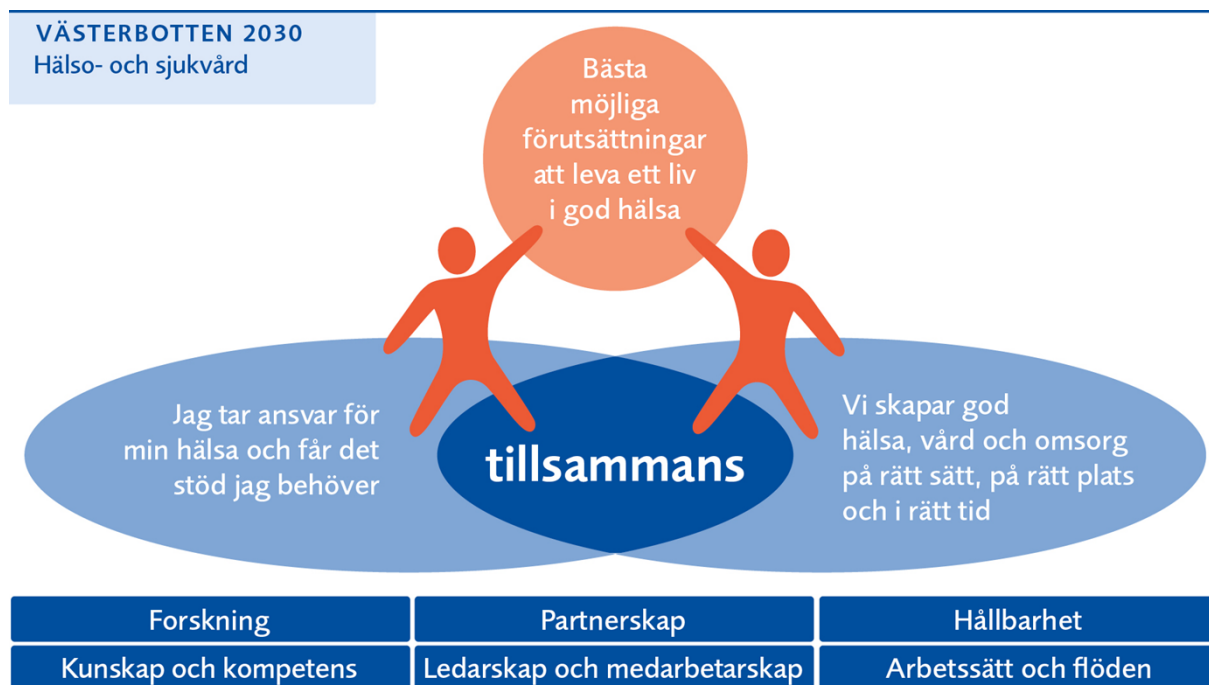 VÄSTERBOTTEN 2030
Hälso- och sjukvård
Bästa
möjliga
förutsättningar
att leva ett liv
i god hälsa
Jag tar ansvar för
min hälsa och får det
stöd jag behöver
tillsammans
Vi skapar god
hälsa, vård och omsorg
på rätt sätt, på rätt plats
och i rätt tid
Forskning
Partnerskap
Hållbarhet
Kunskap och kompetens
Ledarskap och medarbetarskap
Arbetssätt och flöden